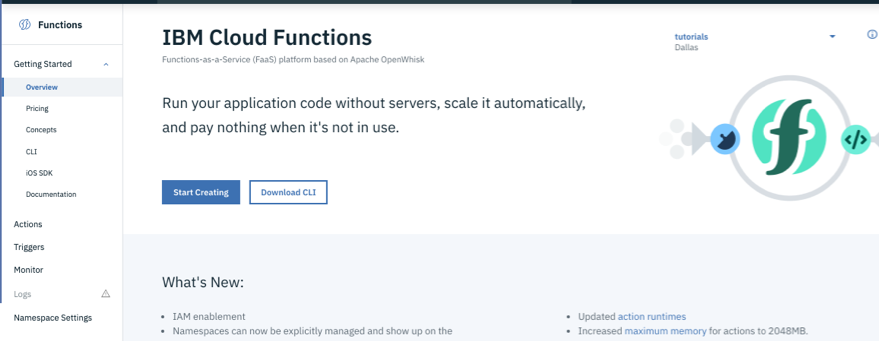 Functions
Getting Started
Overview
Pricing
Concepts
CLI
iOS SDK
Documentation
Actions
Triggers
Monitor
Logs
Namespace Settings
IBM Cloud Functions
Functions-as-a-Service (FaaS) platform based on Apache OpenWhisk
tutorials
Dallas
Run your application code without servers, scale it automatically,
and pay nothing when it's not in use.
Start Creating
Download CLI
What's New:
• IAM enablement
• Namespaces can now be explicitly managed and show up on the
• Updated action runtimes
• Increased maximum memory for actions to 2048MB.